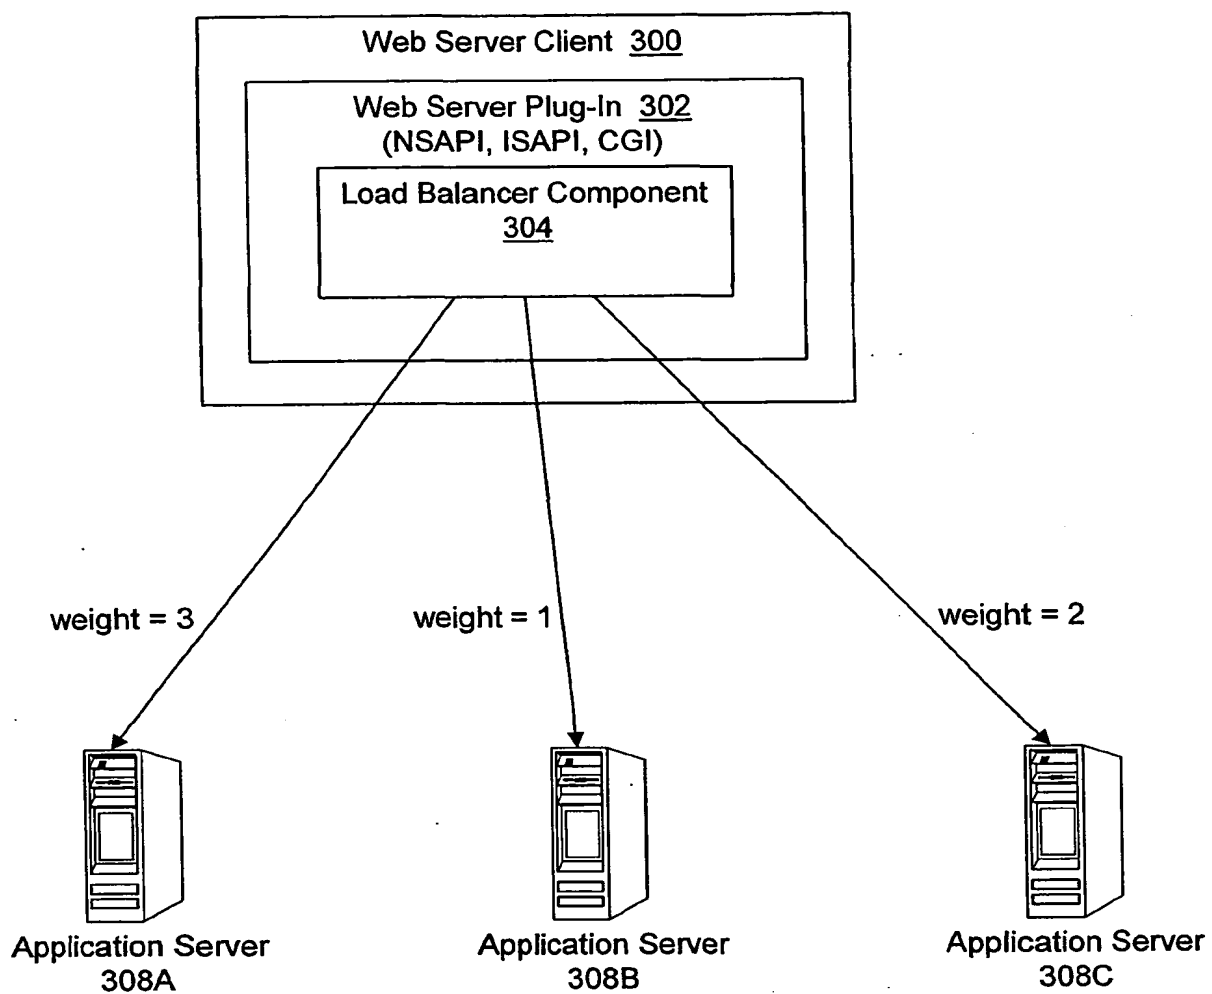 Web Server Client 300
Web Server Plug-In 302
(NSAPI, ISAPI, CGI)
Load Balancer Component
304
weight = 3
weight = 1
weight = 2
Application Server
308A
Application Server
308B
Application Server
308C